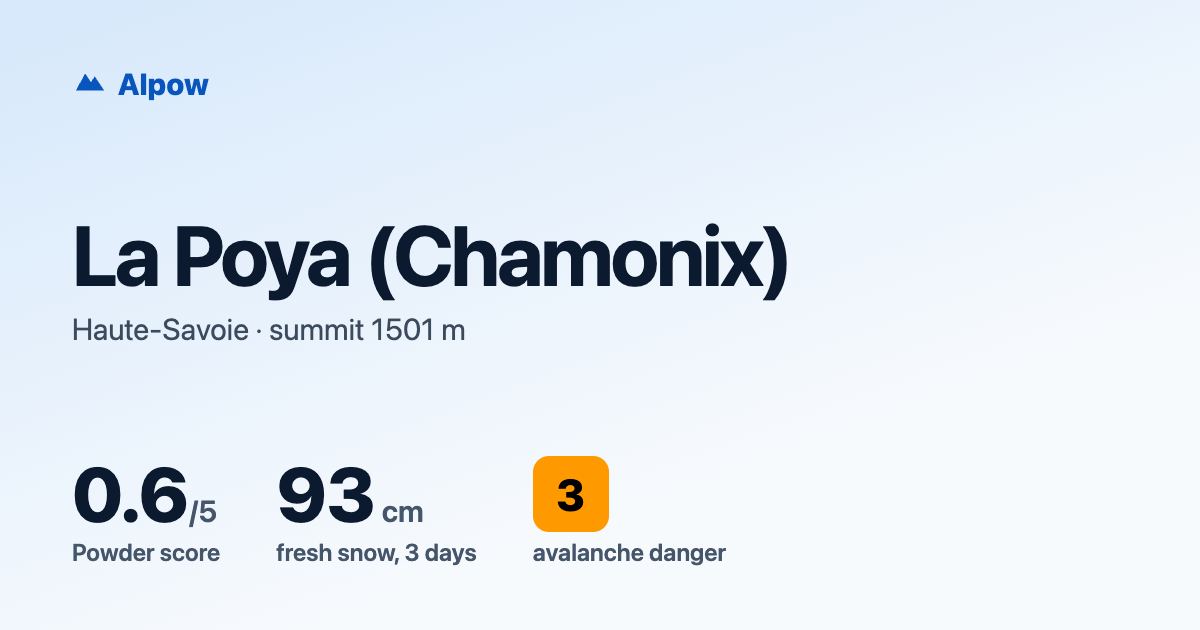 Alpow
La Poya (Chamonix)
Haute-Savoie · summit 1501 m
0.6/5 93 cm 3
Powder score fresh snow, 3 days avalanche danger